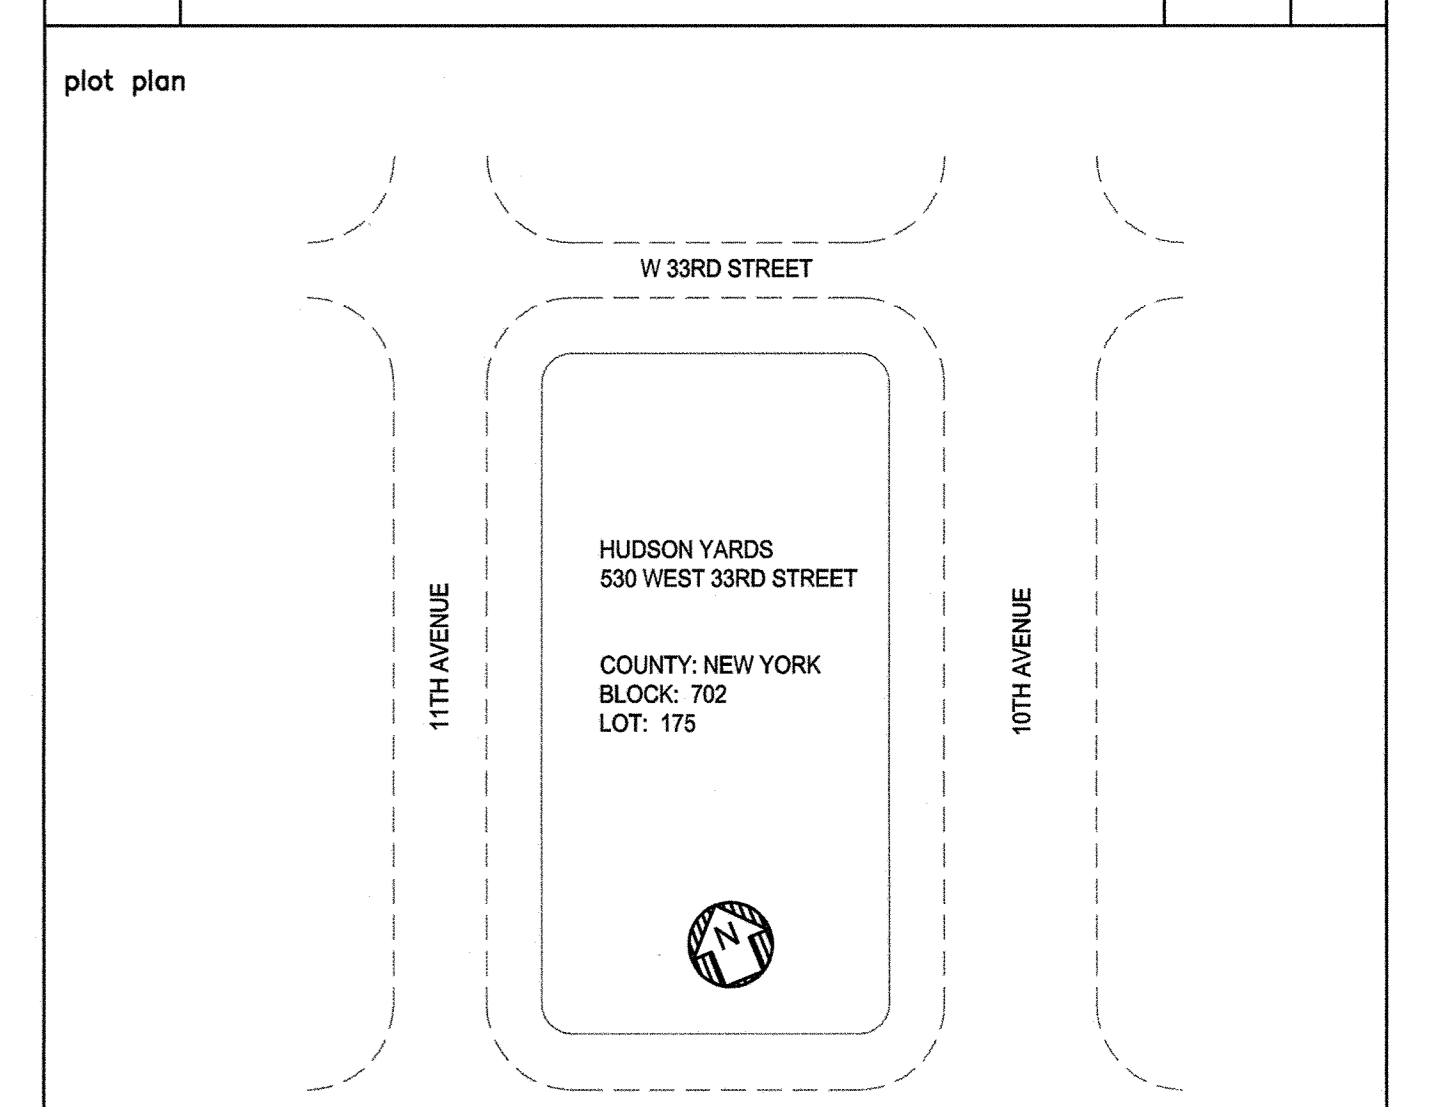 plot plan
W 33RD STREET
HUDSON YARDS
530 WEST 33RD STREET
11TH AVENUE
10TH AVENUE
COUNTY: NEW YORK
BLOCK: 702
LOT: 175
N